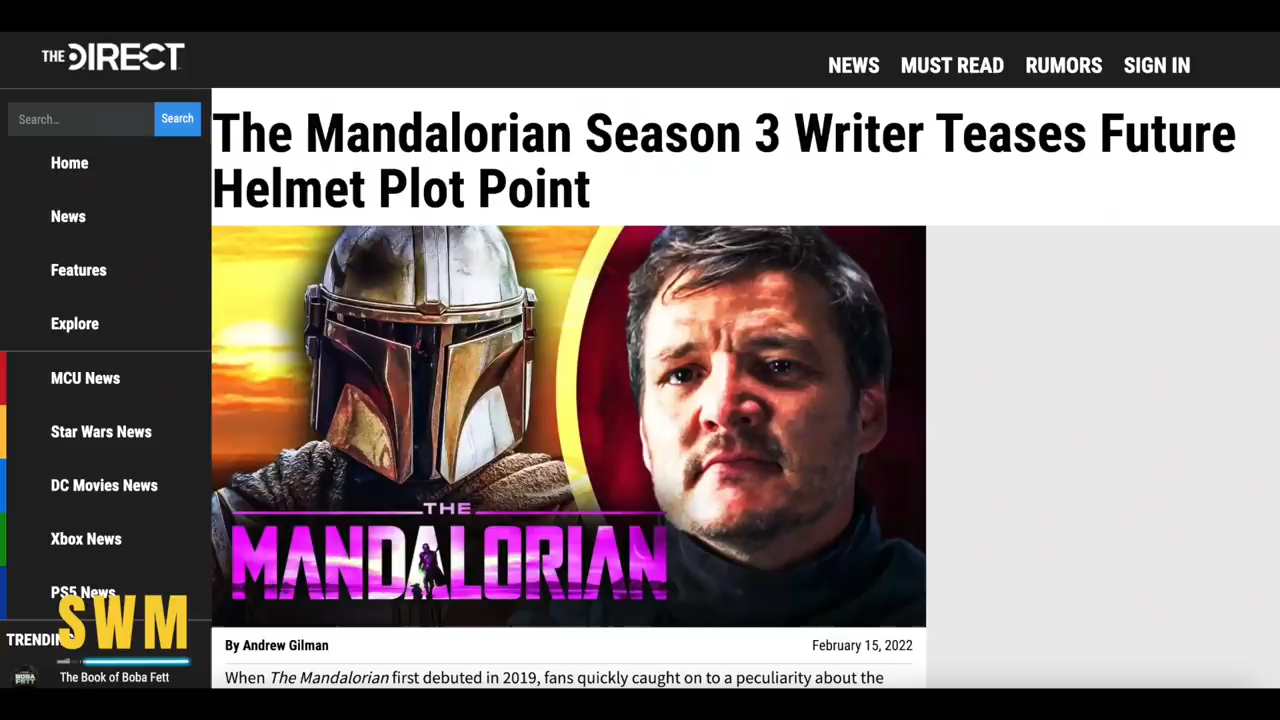 THE DIRECT
NEWS MUST READ RUMORS SIGN IN
Search... Search
Home
News
Features
Explore
MCU News
Star Wars News
DC Movies News
Xbox News
PS5 News
TRENDING
The Book of Boba Fett
SWM
The Mandalorian Season 3 Writer Teases Future
Helmet Plot Point
THE
MANDALORIAN
By Andrew Gilman February 15, 2022
When The Mandalorian first debuted in 2019, fans quickly caught on to a peculiarity about the